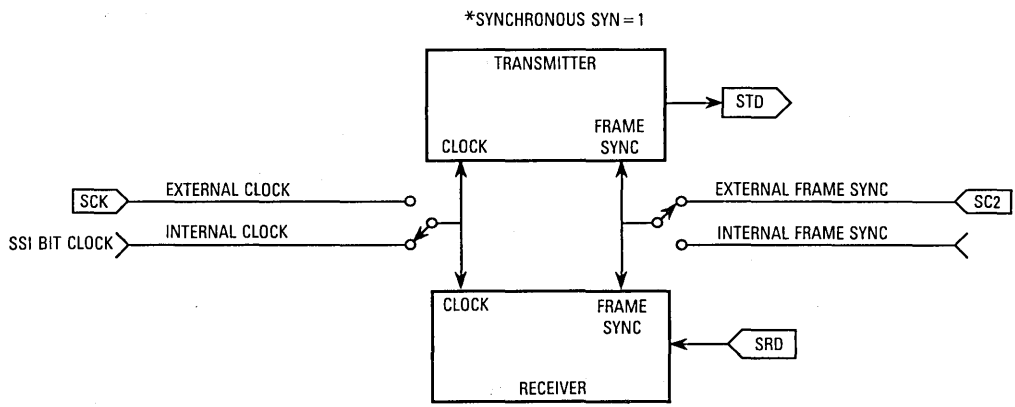 *SYNCHRONOUS SYN=1
TRANSMITTER
STD
FRAME
SYNC
CLOCK
EXTERNAL CLOCK
EXTERNAL FRAME SYNC
SCK
SC2
INTERNAL CLOCK
INTERNAL FRAME SYNC
SSI BIT CLOCK
CLOCK
FRAME
SYNC
SRD
RECEIVER